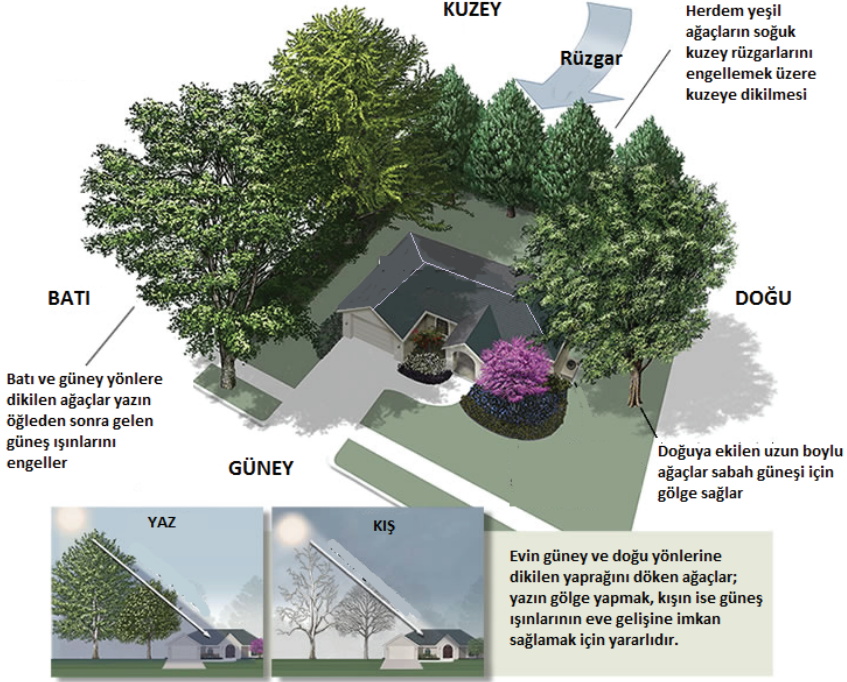 KUZEY
Rüzgar
Herdem yeşil
ağaçların soğuk
kuzey rüzgarlarını
engellemek üzere
kuzeye dikilmesi
BATI
DOĞU
Batı ve güney yönlere
dikilen ağaçlar yazın
öğleden sonra gelen
güneş ışınlarını
engeller
GÜNEY
Doğuya ekilen uzun boylu
ağaçlar sabah güneşi için
gölge sağlar
YAZ
KIŞ
Evin güney ve doğu yönlerine
dikilen yaprağını döken ağaçlar;
yazın gölge yapmak, kışın ise güneş
ışınlarının eve gelişine imkan
sağlamak için yararlıdır.